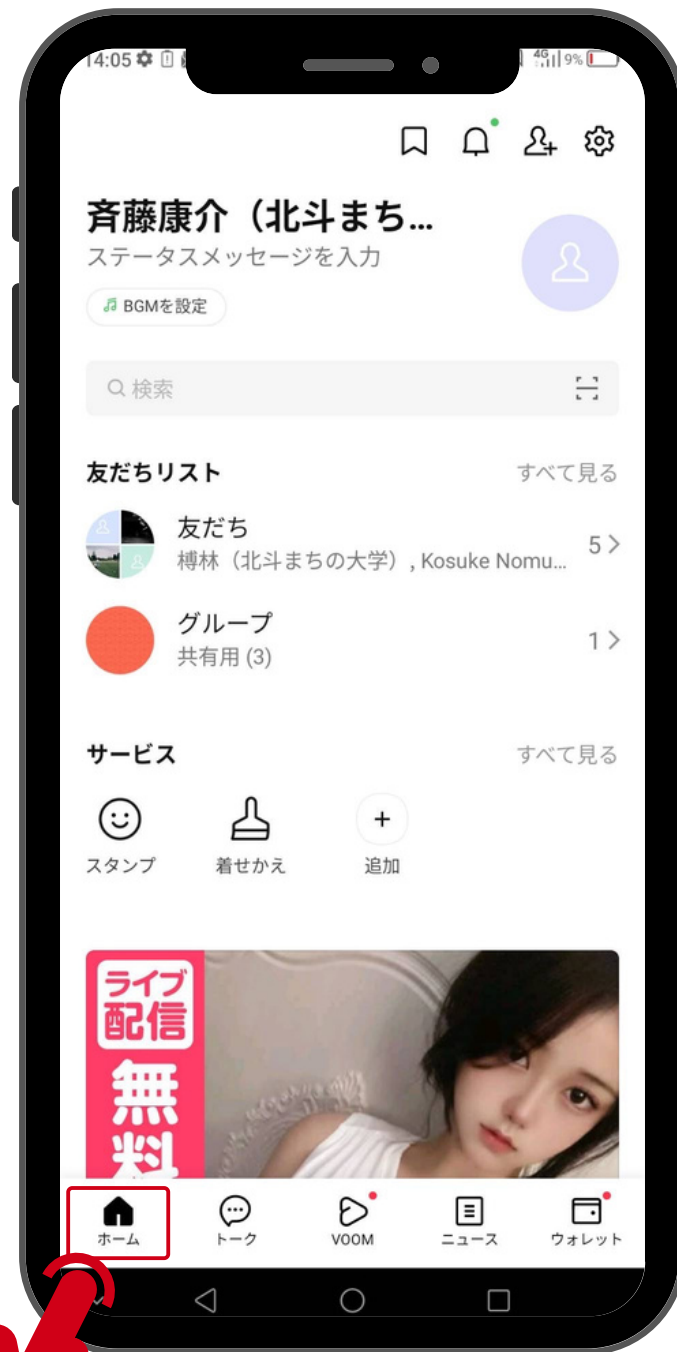 14:05
4G 9%
斉藤康介（北斗まち...
ステータスメッセージを入力
BGMを設定
検索
友だちリスト
すべて見る
友だち
榑林（北斗まちの大学）, Kosuke Nomu...
5
グループ
共有用 (3)
1
サービス
すべて見る
スタンプ
着せかえ
追加
ライブ
配信
無料
ホーム
トーク
VOOM
ニュース
ウォレット